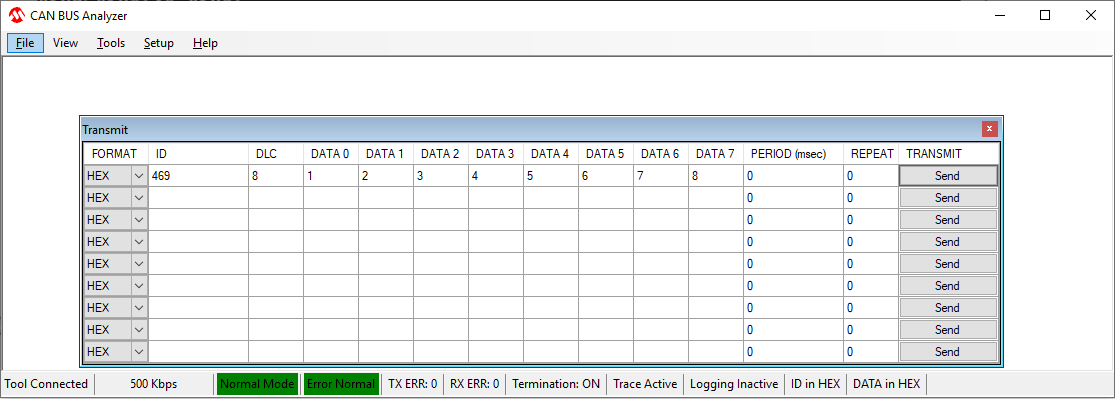 CAN BUS Analyzer
File View Tools Setup Help
Transmit x
FORMAT ID DLC DATA 0 DATA 1 DATA 2 DATA 3 DATA 4 DATA 5 DATA 6 DATA 7 PERIOD (msec) REPEAT TRANSMIT
HEX 469 8 1 2 3 4 5 6 7 8 0 0 Send
HEX 0 0 Send
HEX 0 0 Send
HEX 0 0 Send
HEX 0 0 Send
HEX 0 0 Send
HEX 0 0 Send
HEX 0 0 Send
HEX 0 0 Send
Tool Connected 500 Kbps Normal Mode Error Normal TX ERR: 0 RX ERR: 0 Termination: ON Trace Active Logging Inactive ID in HEX DATA in HEX